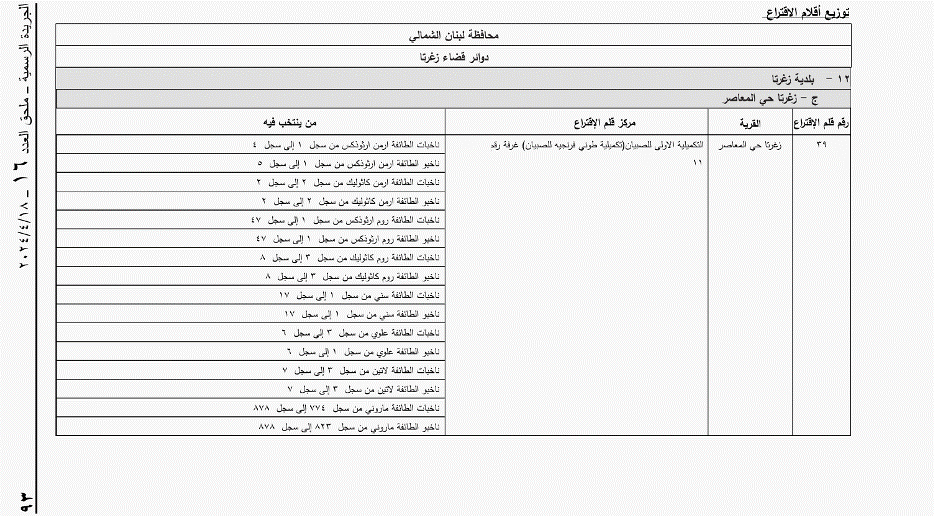 توزيع أقلام الاقتراع
محافظة لبنان الشمالي
دوائر قضاء زغرتا
١٢ - بلدية زغرتا
ج - زغرتا حي المعاصر
رقم قلم الإقتراع القرية مركز قلم الإقتراع من ينتخب فيه
٣٩ زغرتا حي المعاصر التكميلية الاولى للصبيان(تكميلية طوني فرنجيه للصبيان) غرفة رقم
١١
ناخبات الطائفة ارمن ارثوذكس من سجل ١ إلى سجل ٤
ناخبو الطائفة ارمن ارثوذكس من سجل ١ إلى سجل ٥
ناخبات الطائفة ارمن كاثوليك من سجل ٢ إلى سجل ٢
ناخبو الطائفة ارمن كاثوليك من سجل ٢ إلى سجل ٢
ناخبات الطائفة روم ارثوذكس من سجل ١ إلى سجل ٤٧
ناخبو الطائفة روم ارثوذكس من سجل ١ إلى سجل ٤٧
ناخبات الطائفة روم كاثوليك من سجل ٣ إلى سجل ٨
ناخبو الطائفة روم كاثوليك من سجل ٣ إلى سجل ٨
ناخبات الطائفة سني من سجل ١ إلى سجل ١٧
ناخبو الطائفة سني من سجل ١ إلى سجل ١٧
ناخبات الطائفة علوي من سجل ٣ إلى سجل ٦
ناخبو الطائفة علوي من سجل ١ إلى سجل ٦
ناخبات الطائفة لاتين من سجل ٣ إلى سجل ٧
ناخبو الطائفة لاتين من سجل ٣ إلى سجل ٧
ناخبات الطائفة ماروني من سجل ٧٧٤ إلى سجل ٨٧٨
ناخبو الطائفة ماروني من سجل ٨٢٣ إلى سجل ٨٧٨
الجريدة الرسمية - ملحق العدد ١٦ - ٢٠٢٤/٤/١٨
٩٣